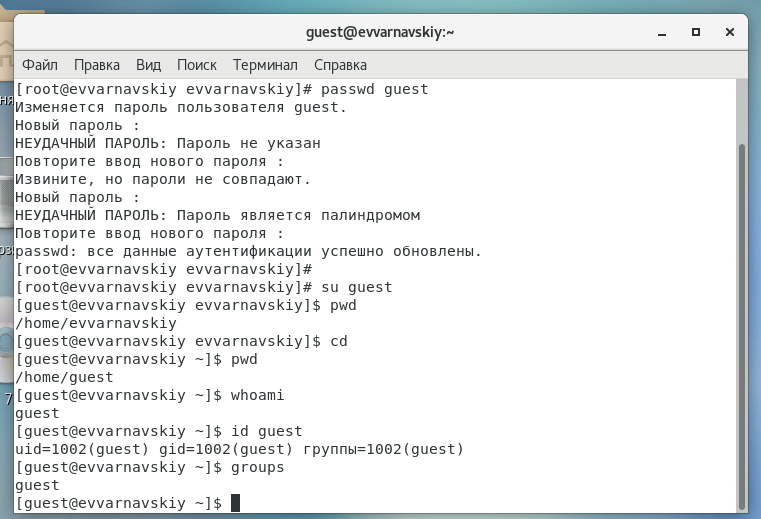 guest@evvarnavskiy:~
Файл Правка Вид Поиск Терминал Справка
[root@evvarnavskiy evvarnavskiy]# passwd guest
Изменяется пароль пользователя guest.
Новый пароль :
НЕУДАЧНЫЙ ПАРОЛЬ: Пароль не указан
Повторите ввод нового пароля :
Извините, но пароли не совпадают.
Новый пароль :
НЕУДАЧНЫЙ ПАРОЛЬ: Пароль является палиндромом
Повторите ввод нового пароля :
passwd: все данные аутентификации успешно обновлены.
[root@evvarnavskiy evvarnavskiy]#
[root@evvarnavskiy evvarnavskiy]# su guest
[guest@evvarnavskiy evvarnavskiy]$ pwd
/home/evvarnavskiy
[guest@evvarnavskiy evvarnavskiy]$ cd
[guest@evvarnavskiy ~]$ pwd
/home/guest
[guest@evvarnavskiy ~]$ whoami
guest
[guest@evvarnavskiy ~]$ id guest
uid=1002(guest) gid=1002(guest) группы=1002(guest)
[guest@evvarnavskiy ~]$ groups
guest
[guest@evvarnavskiy ~]$